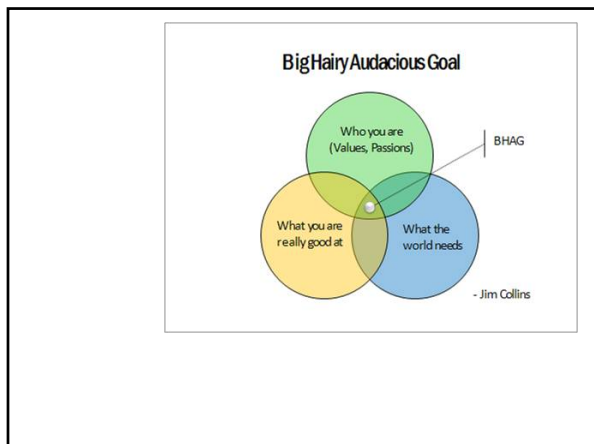 Big Hairy Audacious Goal
Who you are
(Values, Passions)
BHAG
What you are
really good at
What the
world needs
- Jim Collins